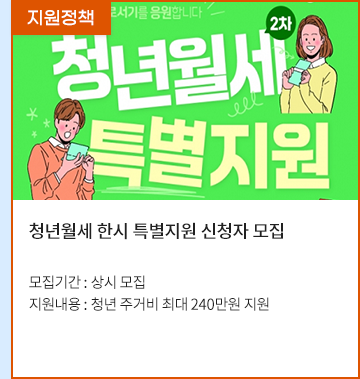 지원정책
로서기를 응원합니다
2차
청년월세
특별지원
청년월세 한시 특별지원 신청자 모집
모집기간 : 상시 모집
지원내용 : 청년 주거비 최대 240만원 지원